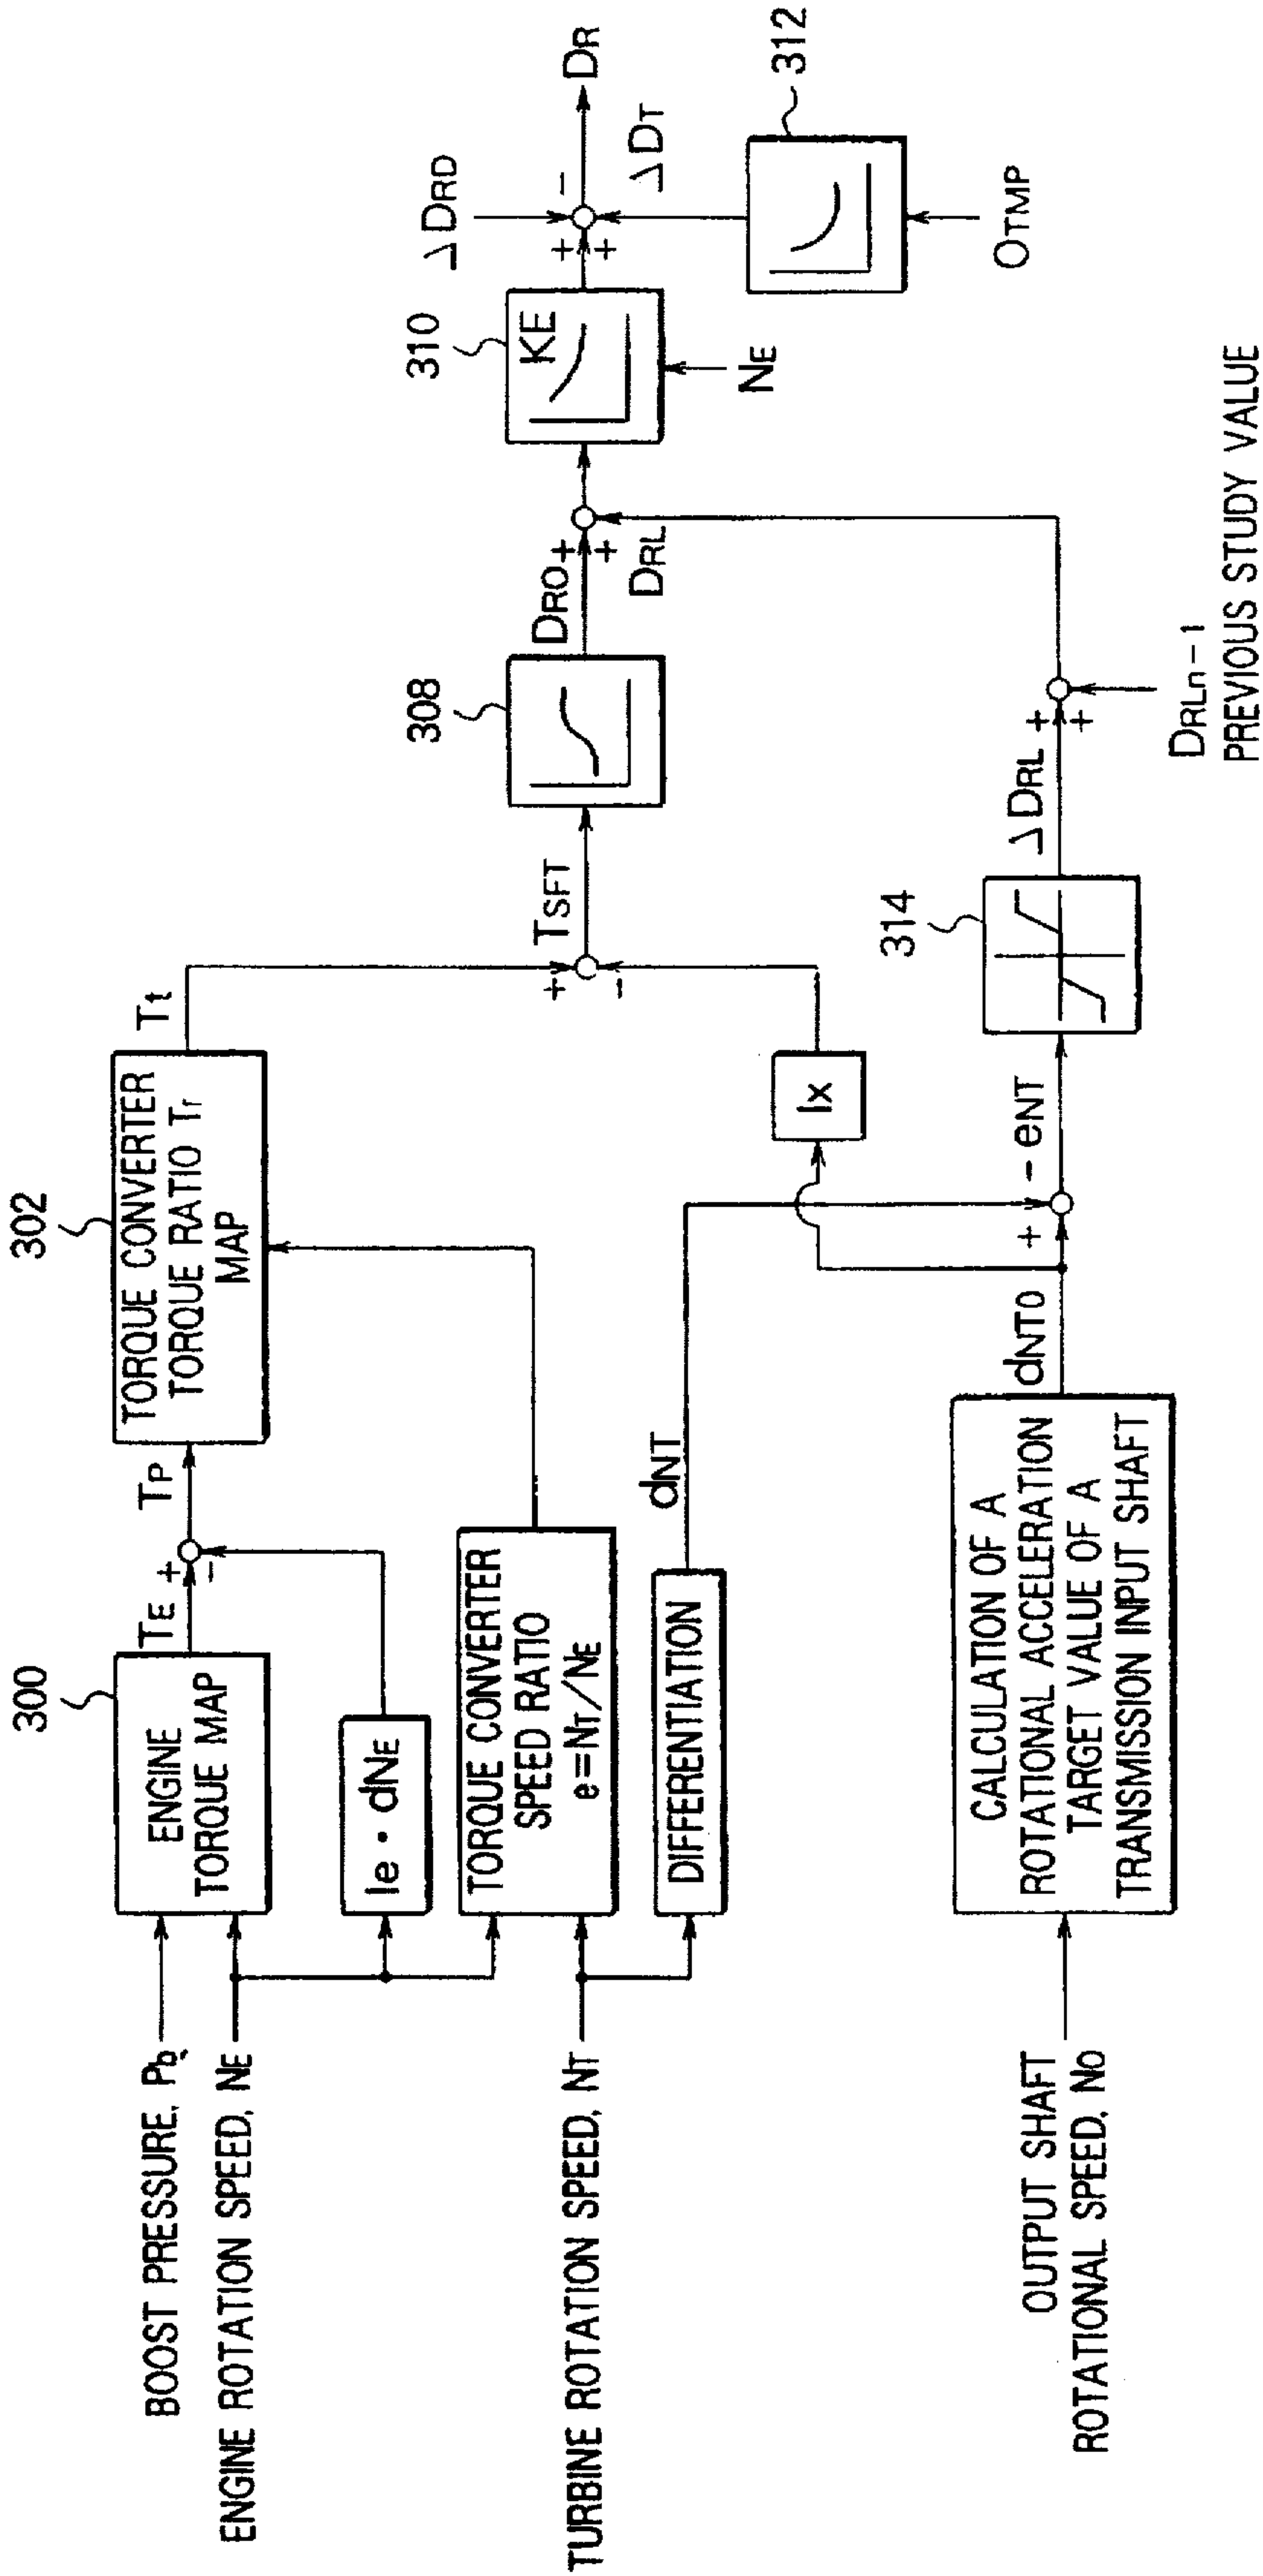 BOOST PRESSURE, Pb
ENGINE ROTATION SPEED, NE
TURBINE ROTATION SPEED, NT
OUTPUT SHAFT
ROTATIONAL SPEED, NO
300
ENGINE
TORQUE MAP
TE
+
-
TP
Ie · dNE
TORQUE CONVERTER
SPEED RATIO
e=NT/NE
DIFFERENTIATION
dNT
CALCULATION OF A
ROTATIONAL ACCELERATION
TARGET VALUE OF A
TRANSMISSION INPUT SHAFT
dNTO
302
TORQUE CONVERTER
TORQUE RATIO Tr
MAP
Tt
+
-
TSFT
Ix
+
- eNT
314
ΔDRL
+
+
DRLn-1
PREVIOUS STUDY VALUE
308
DRO
+
+
DRL
310
KE
NE
+
+
-
ΔDRD
ΔDT
DR
312
OTMP